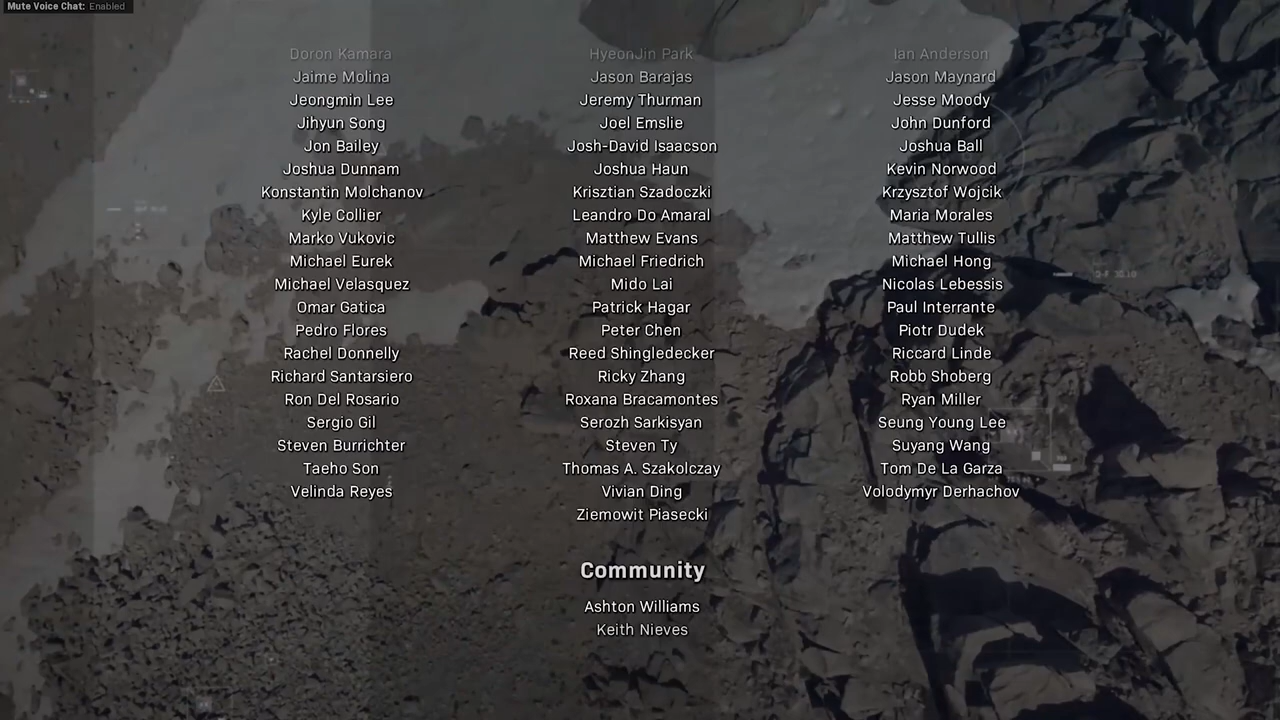 Mute Voice Chat: Enabled
Doron Kamara HyeonJin Park Ian Anderson
Jaime Molina Jason Barajas Jason Maynard
Jeongmin Lee Jeremy Thurman Jesse Moody
Jihyun Song Joel Emslie John Dunford
Jon Bailey Josh-David Isaacson Joshua Ball
Joshua Dunnam Joshua Haun Kevin Norwood
Konstantin Molchanov Krisztian Szadoczki Krzysztof Wojcik
Kyle Collier Leandro Do Amaral Maria Morales
Marko Vukovic Matthew Evans Matthew Tullis
Michael Eurek Michael Friedrich Michael Hong
Michael Velasquez Mido Lai Nicolas Lebessis
Omar Gatica Patrick Hagar Paul Interrante
Pedro Flores Peter Chen Piotr Dudek
Rachel Donnelly Reed Shingledecker Riccard Linde
Richard Santarsiero Ricky Zhang Robb Shoberg
Ron Del Rosario Roxana Bracamontes Ryan Miller
Sergio Gil Serozh Sarkisyan Seung Young Lee
Steven Burrichter Steven Ty Suyang Wang
Taeho Son Thomas A. Szakolczay Tom De La Garza
Velinda Reyes Vivian Ding Volodymyr Derhachov
Ziemowit Piasecki
Community
Ashton Williams
Keith Nieves